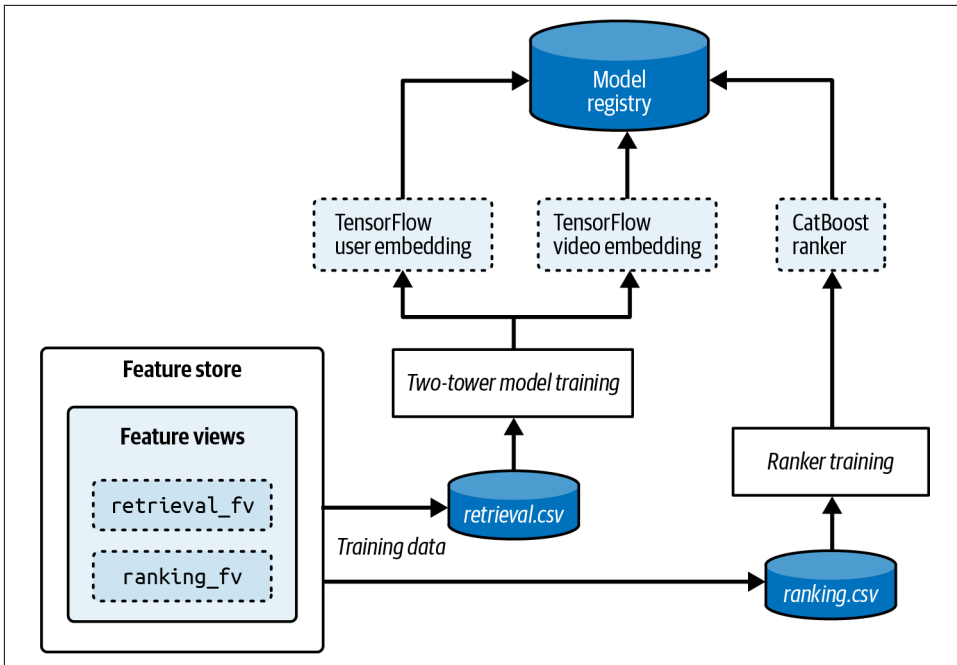 Model
registry
TensorFlow
user embedding
TensorFlow
video embedding
CatBoost
ranker
Feature store
Two-tower model training
Feature views
Ranker training
retrieval_fv
retrieval.csv
Training data
ranking_fv
ranking.csv